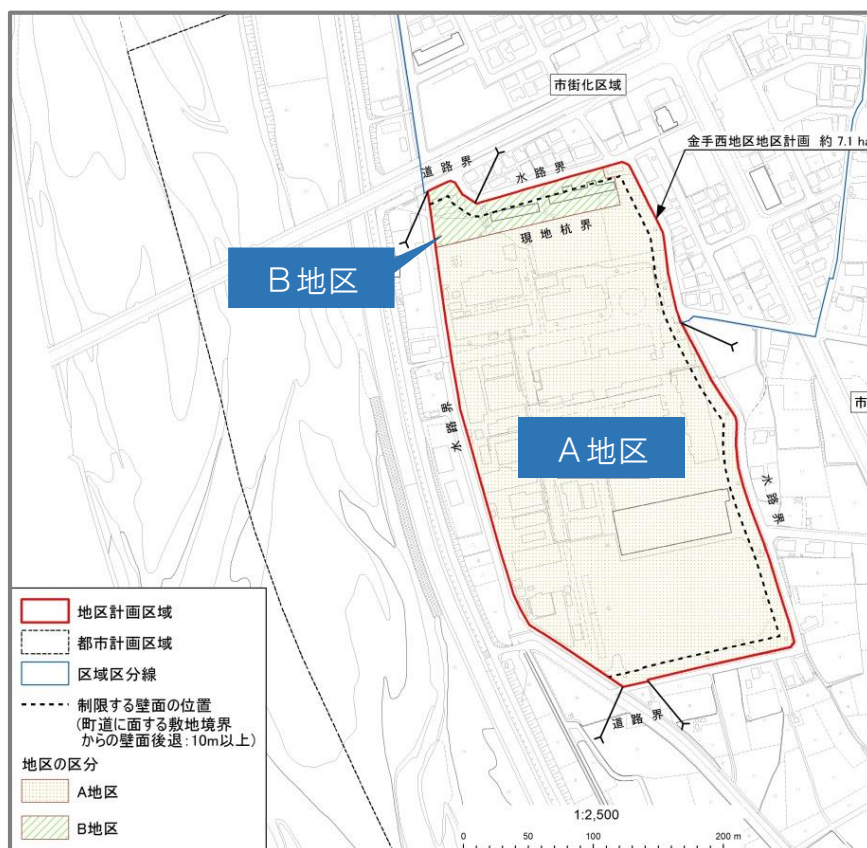 市街化区域
金手西地区地区計画 約 7.1 ha
道路界
水路界
現地杭界
B地区
水路界
A地区
市
水路界
道路界
地区計画区域
都市計画区域
区域区分線
制限する壁面の位置
(町道に面する敷地境界
からの壁面後退:10m以上)
地区の区分
A地区
B地区
1:2,500
0 50 100 200 m